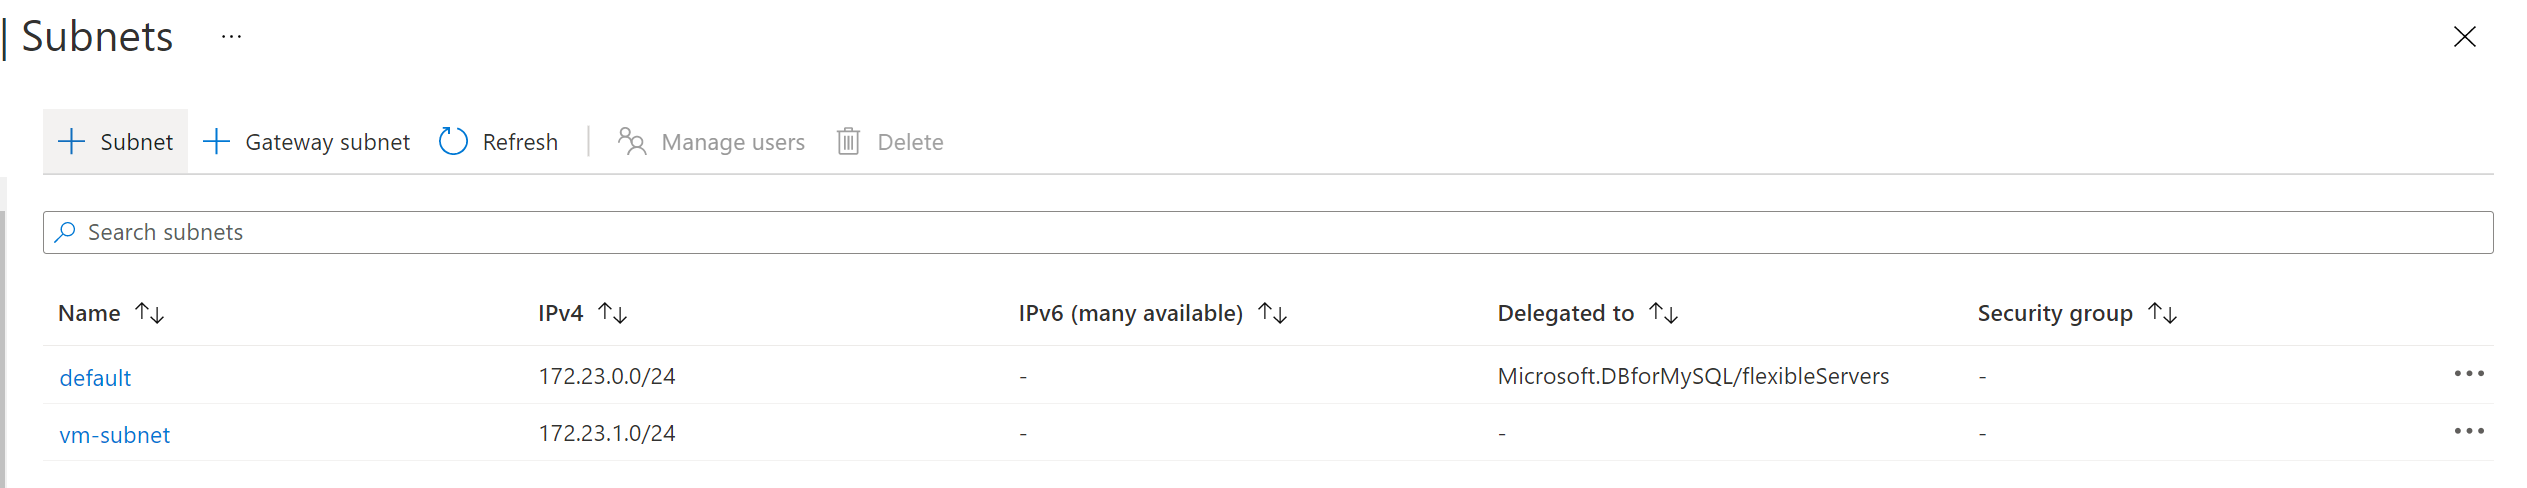 | Subnets ...
Subnet Gateway subnet Refresh Manage users Delete
Search subnets
Name IPv4 IPv6 (many available) Delegated to Security group
default 172.23.0.0/24 - Microsoft.DBforMySQL/flexibleServers -
vm-subnet 172.23.1.0/24 - - -